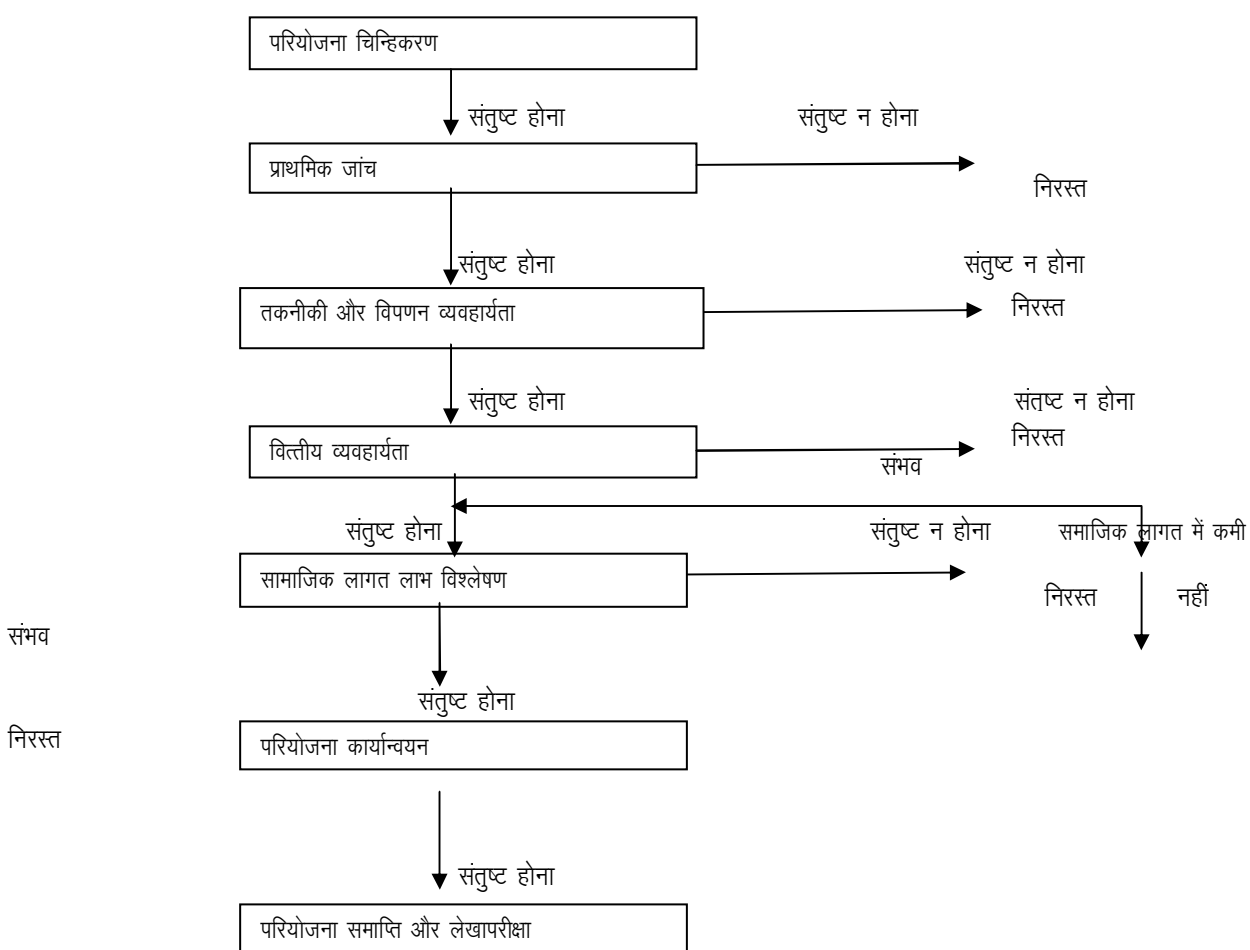 परियोजना चिन्हिकरण
संतुष्ट होना
संतुष्ट न होना
प्राथमिक जांच
निरस्त
संतुष्ट होना
संतुष्ट न होना
तकनीकी और विपणन व्यवहार्यता
निरस्त
संतुष्ट होना
संतुष्ट न होना
वित्तीय व्यवहार्यता
निरस्त
संभव
संतुष्ट होना
संतुष्ट न होना
समाजिक लागत में कमी
सामाजिक लागत लाभ विश्लेषण
निरस्त
नहीं
संभव
संतुष्ट होना
निरस्त
परियोजना कार्यान्वयन
संतुष्ट होना
परियोजना समाप्ति और लेखापरीक्षा